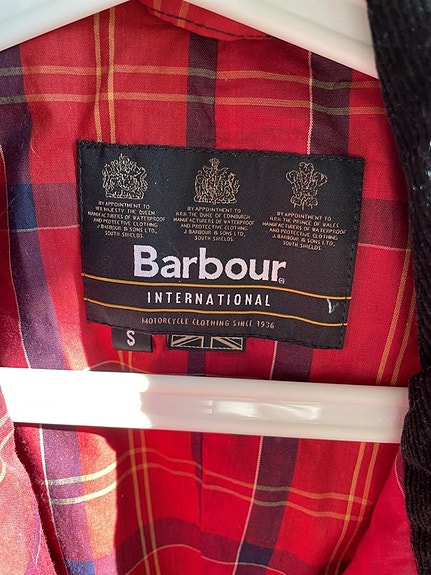 BY APPOINTMENT TO
HER MAJESTY THE QUEEN
MANUFACTURERS OF WATERPROOF
AND PROTECTIVE CLOTHING
J. BARBOUR & SONS LTD,
SOUTH SHIELDS
BY APPOINTMENT TO
H.R.H. THE DUKE OF EDINBURGH
MANUFACTURERS OF WATERPROOF
AND PROTECTIVE CLOTHING
J. BARBOUR & SONS LTD,
SOUTH SHIELDS
BY APPOINTMENT TO
H.R.H. THE PRINCE OF WALES
MANUFACTURERS OF WATERPROOF
AND PROTECTIVE CLOTHING
J. BARBOUR & SONS LTD,
SOUTH SHIELDS
Barbour®
INTERNATIONAL
MOTORCYCLE CLOTHING SINCE 1936
S